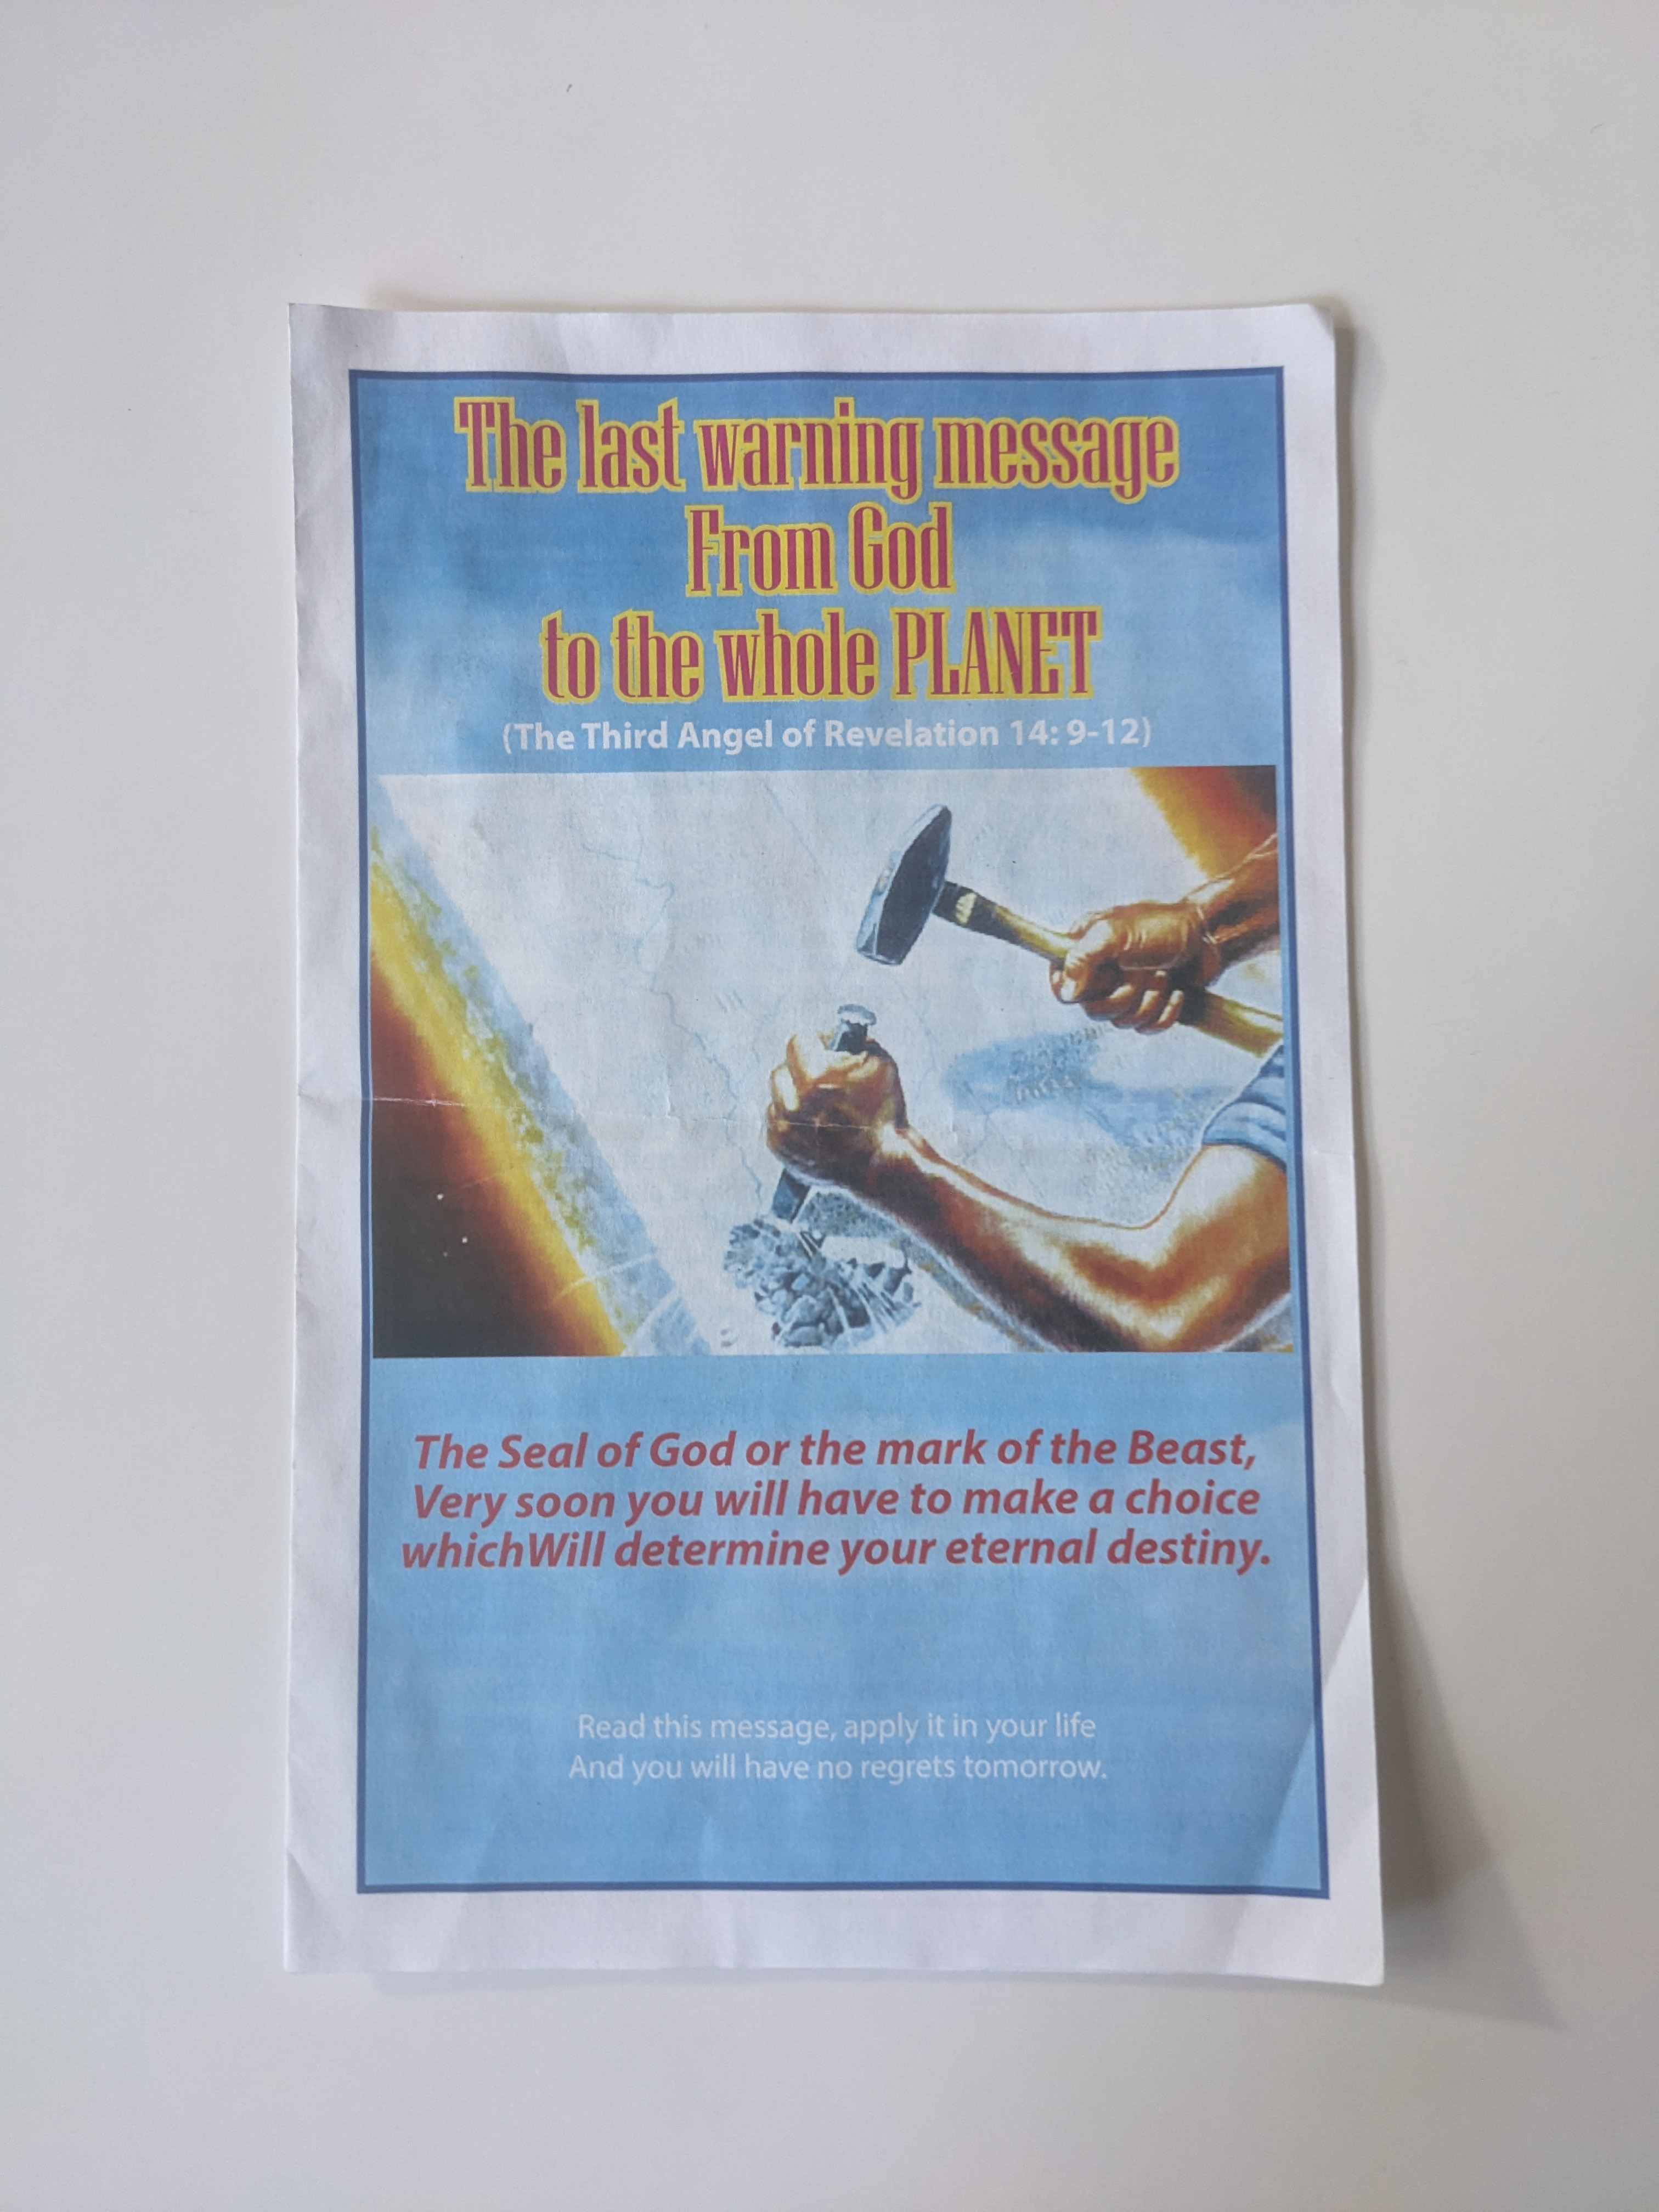 The last warning message
From God
to the whole PLANET
(The Third Angel of Revelation 14: 9-12)
The Seal of God or the mark of the Beast,
Very soon you will have to make a choice
whichWill determine your eternal destiny.
Read this message, apply it in your life
And you will have no regrets tomorrow.